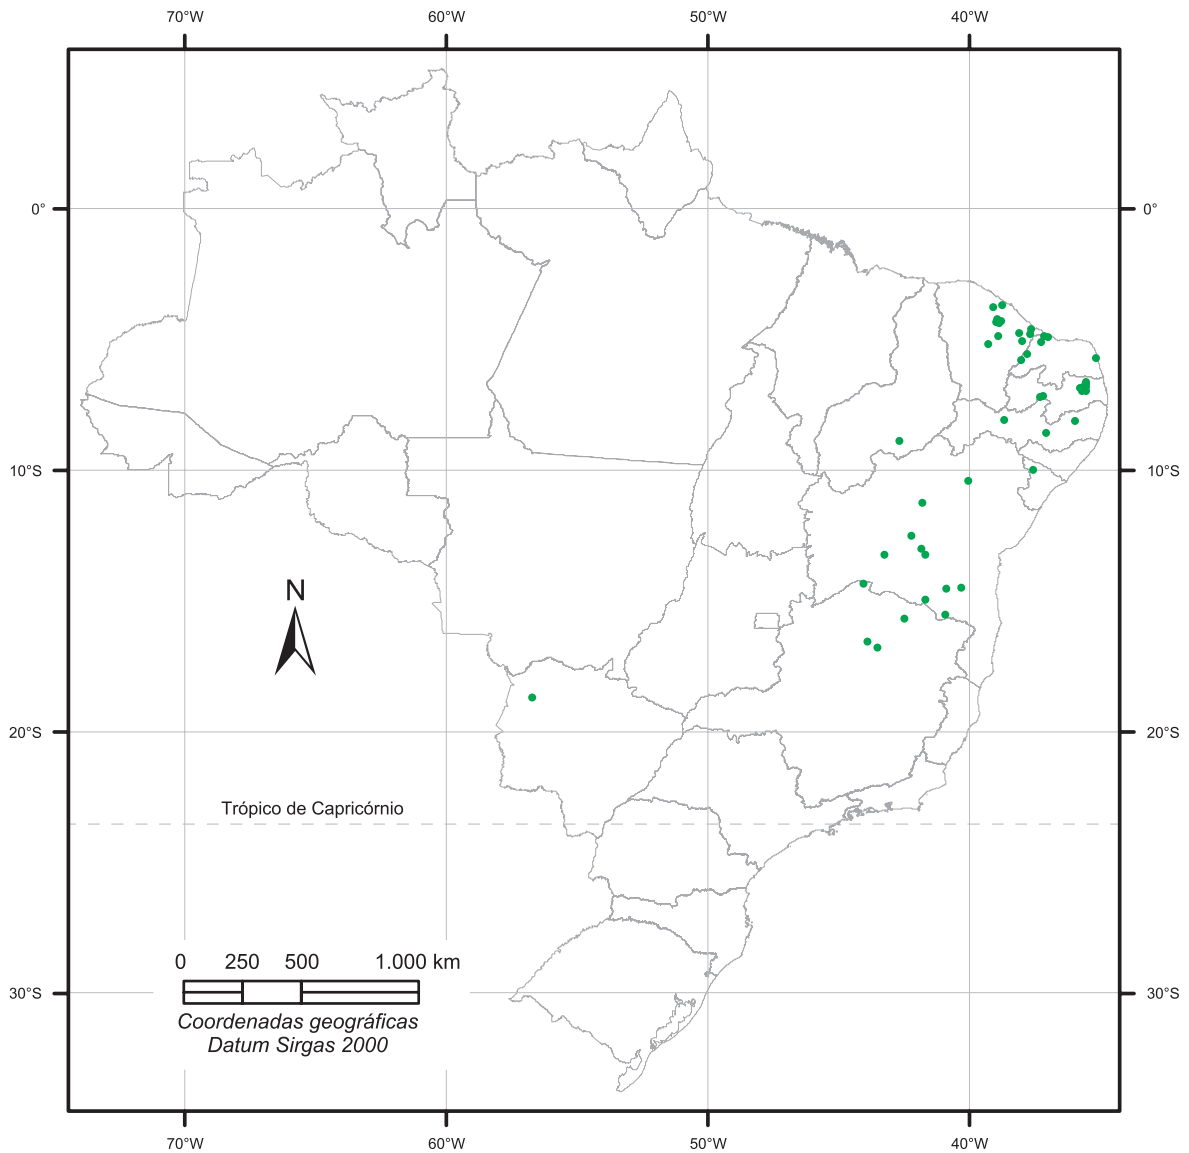 70°W 60°W 50°W 40°W
0° 0°
10°S 10°S
N
20°S 20°S
Trópico de Capricórnio
0 250 500 1.000 km
30°S 30°S
Coordenadas geográficas
Datum Sirgas 2000
70°W 60°W 50°W 40°W